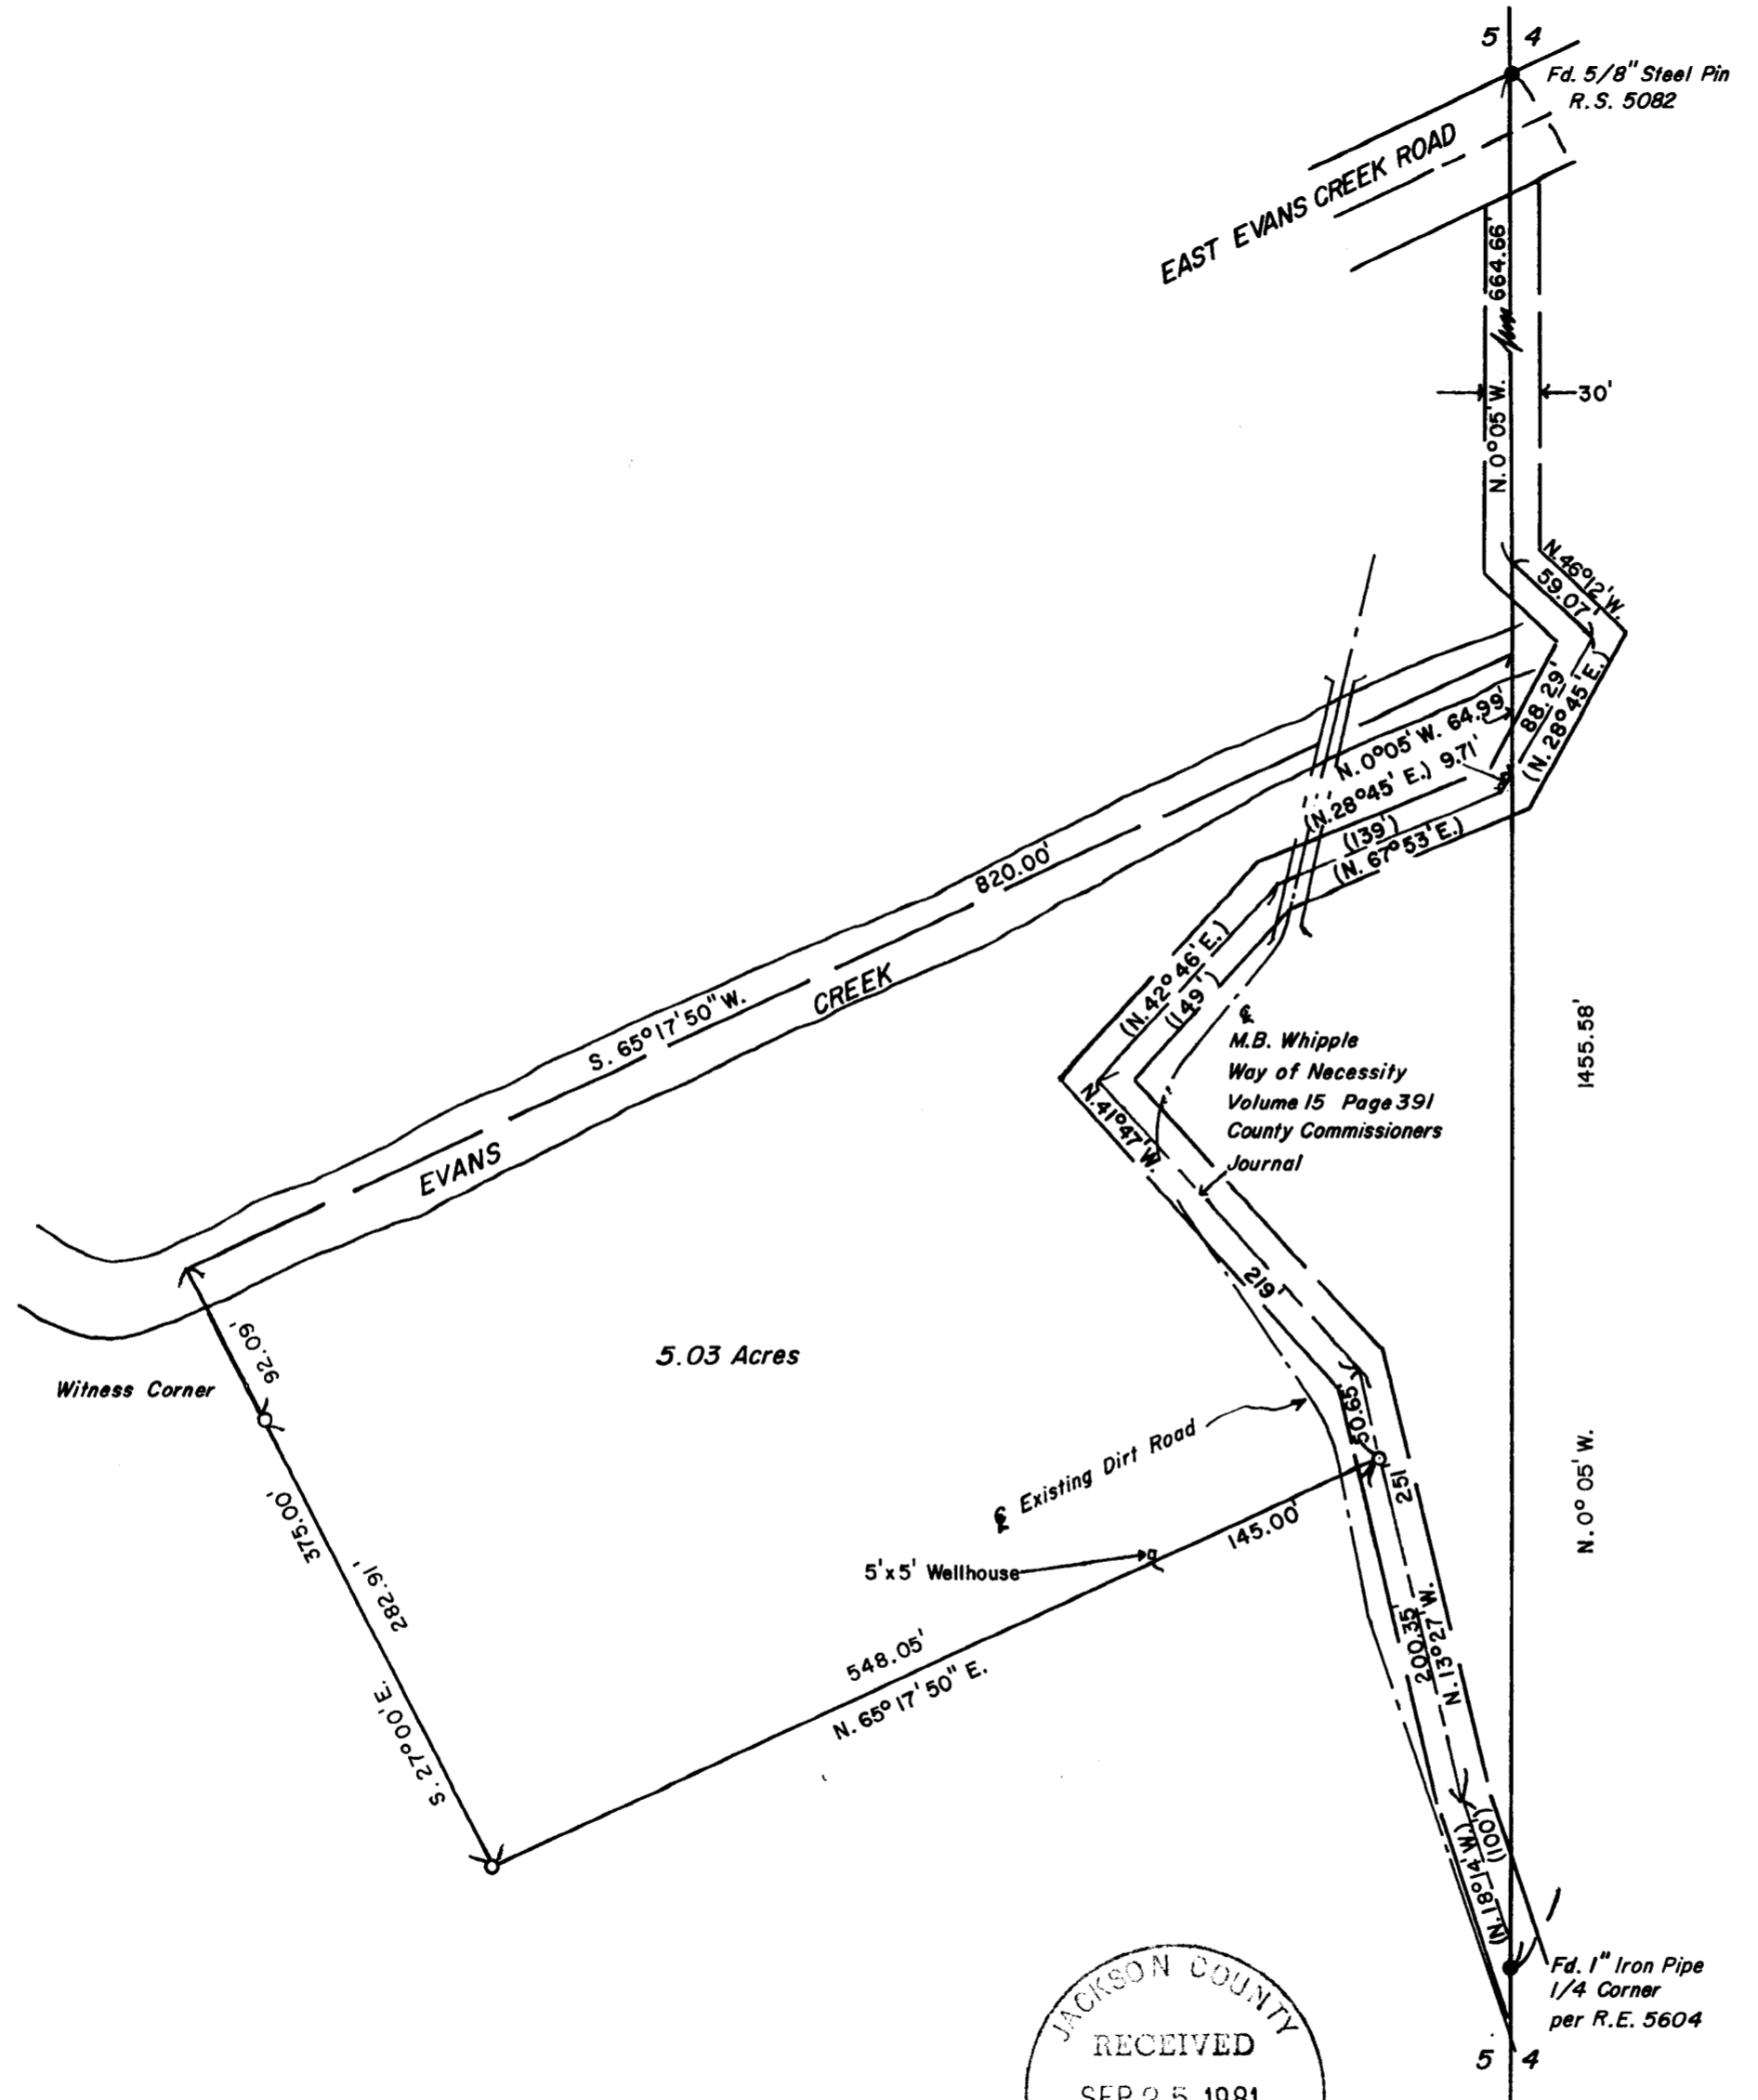 5 4
Fd. 5/8" Steel Pin
R.S. 5082
EAST EVANS CREEK ROAD
664.66'
N. 0°05' W.
30'
N. 46°12' W.
59.07'
88.29'
(N. 28°45' E.)
N. 0°05' W. 64.99'
(N. 28°45' E.) 9.71'
(139')
(N. 67°53' E.)
820.00'
S. 65°17'50" W.
EVANS CREEK
(N. 42°46' E.)
(149')
N. 41°47' W.
219'
℄
M.B. Whipple
Way of Necessity
Volume 15 Page 391
County Commissioners
Journal
1455.58'
N. 0°05' W.
92.09'
Witness Corner
5.03 Acres
375.00'
282.91'
S. 27°00' E.
50.65'
251
℄ Existing Dirt Road
145.00'
5'x5' Wellhouse
548.05'
N. 65°17'50" E.
200.35'
N. 13°27' W.
(100')
(N. 18°14' W.)
Fd. 1" Iron Pipe
1/4 Corner
per R.E. 5604
5 4
JACKSON COUNTY
RECEIVED
SEP 25 1981